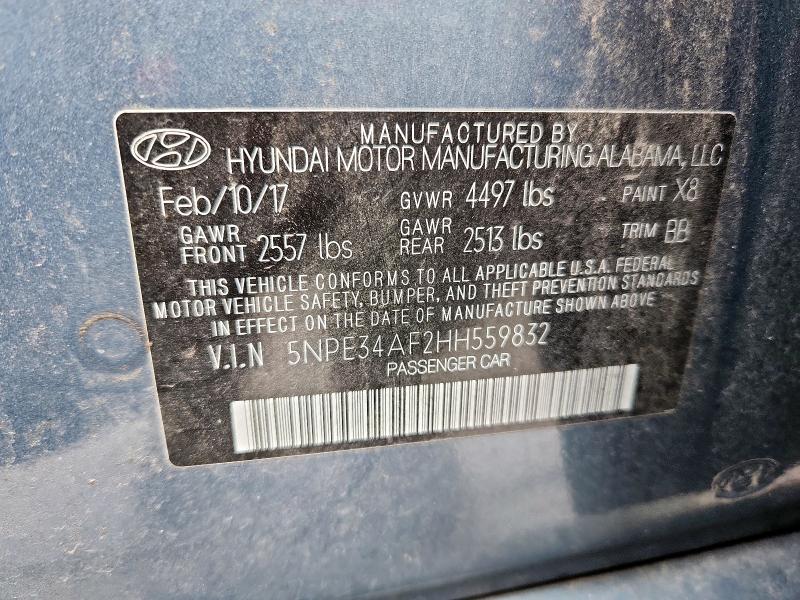 MANUFACTURED BY
HYUNDAI MOTOR MANUFACTURING ALABAMA, LLC
Feb/10/17 GVWR 4497 lbs PAINT X8
GAWR FRONT 2557 lbs GAWR REAR 2513 lbs TRIM BB
THIS VEHICLE CONFORMS TO ALL APPLICABLE U.S.A. FEDERAL
MOTOR VEHICLE SAFETY, BUMPER, AND THEFT PREVENTION STANDARDS
IN EFFECT ON THE DATE OF MANUFACTURE SHOWN ABOVE
V.I.N 5NPE34AF2HH559832
PASSENGER CAR